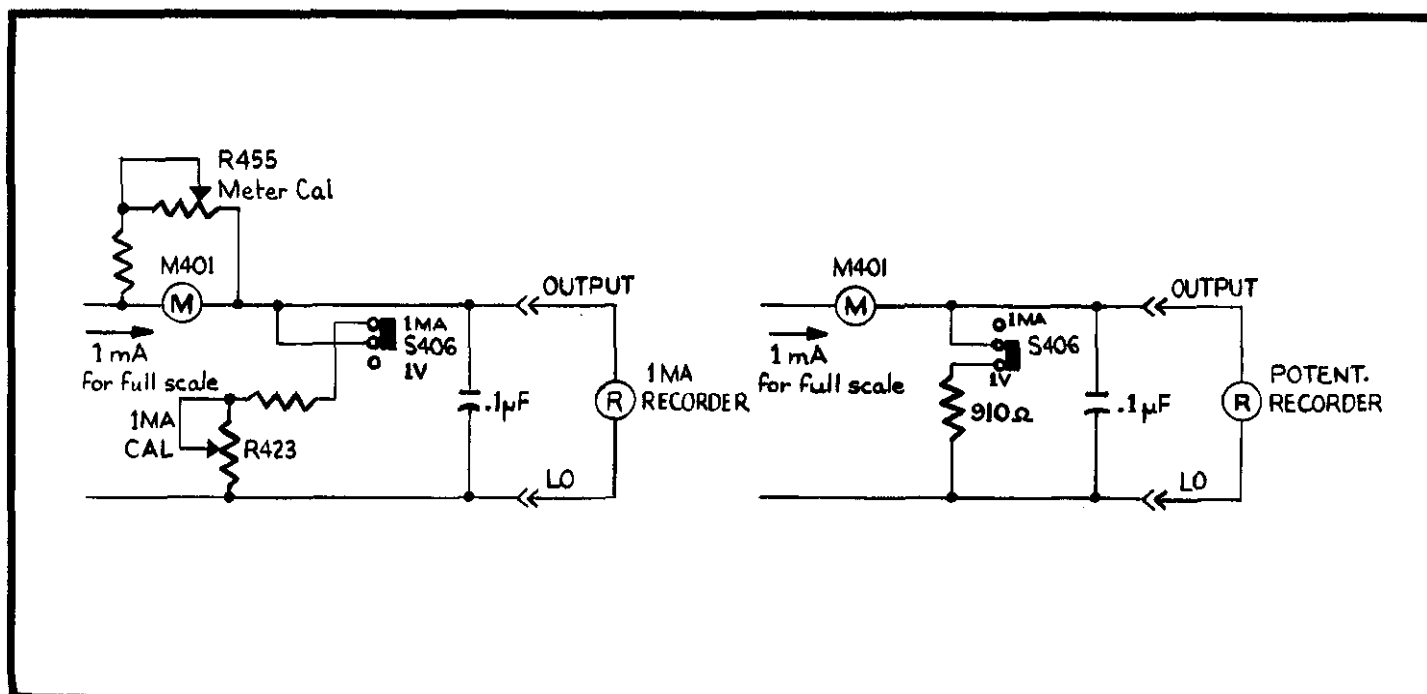 R455
Meter Cal
M401
M
OUTPUT
1MA
S406
1V
1 mA
for full scale
1MA
CAL
R423
.1µF
R
1MA
RECORDER
LO
M401
M
OUTPUT
1MA
S406
1V
1 mA
for full scale
910Ω
.1µF
R
POTENT.
RECORDER
LO